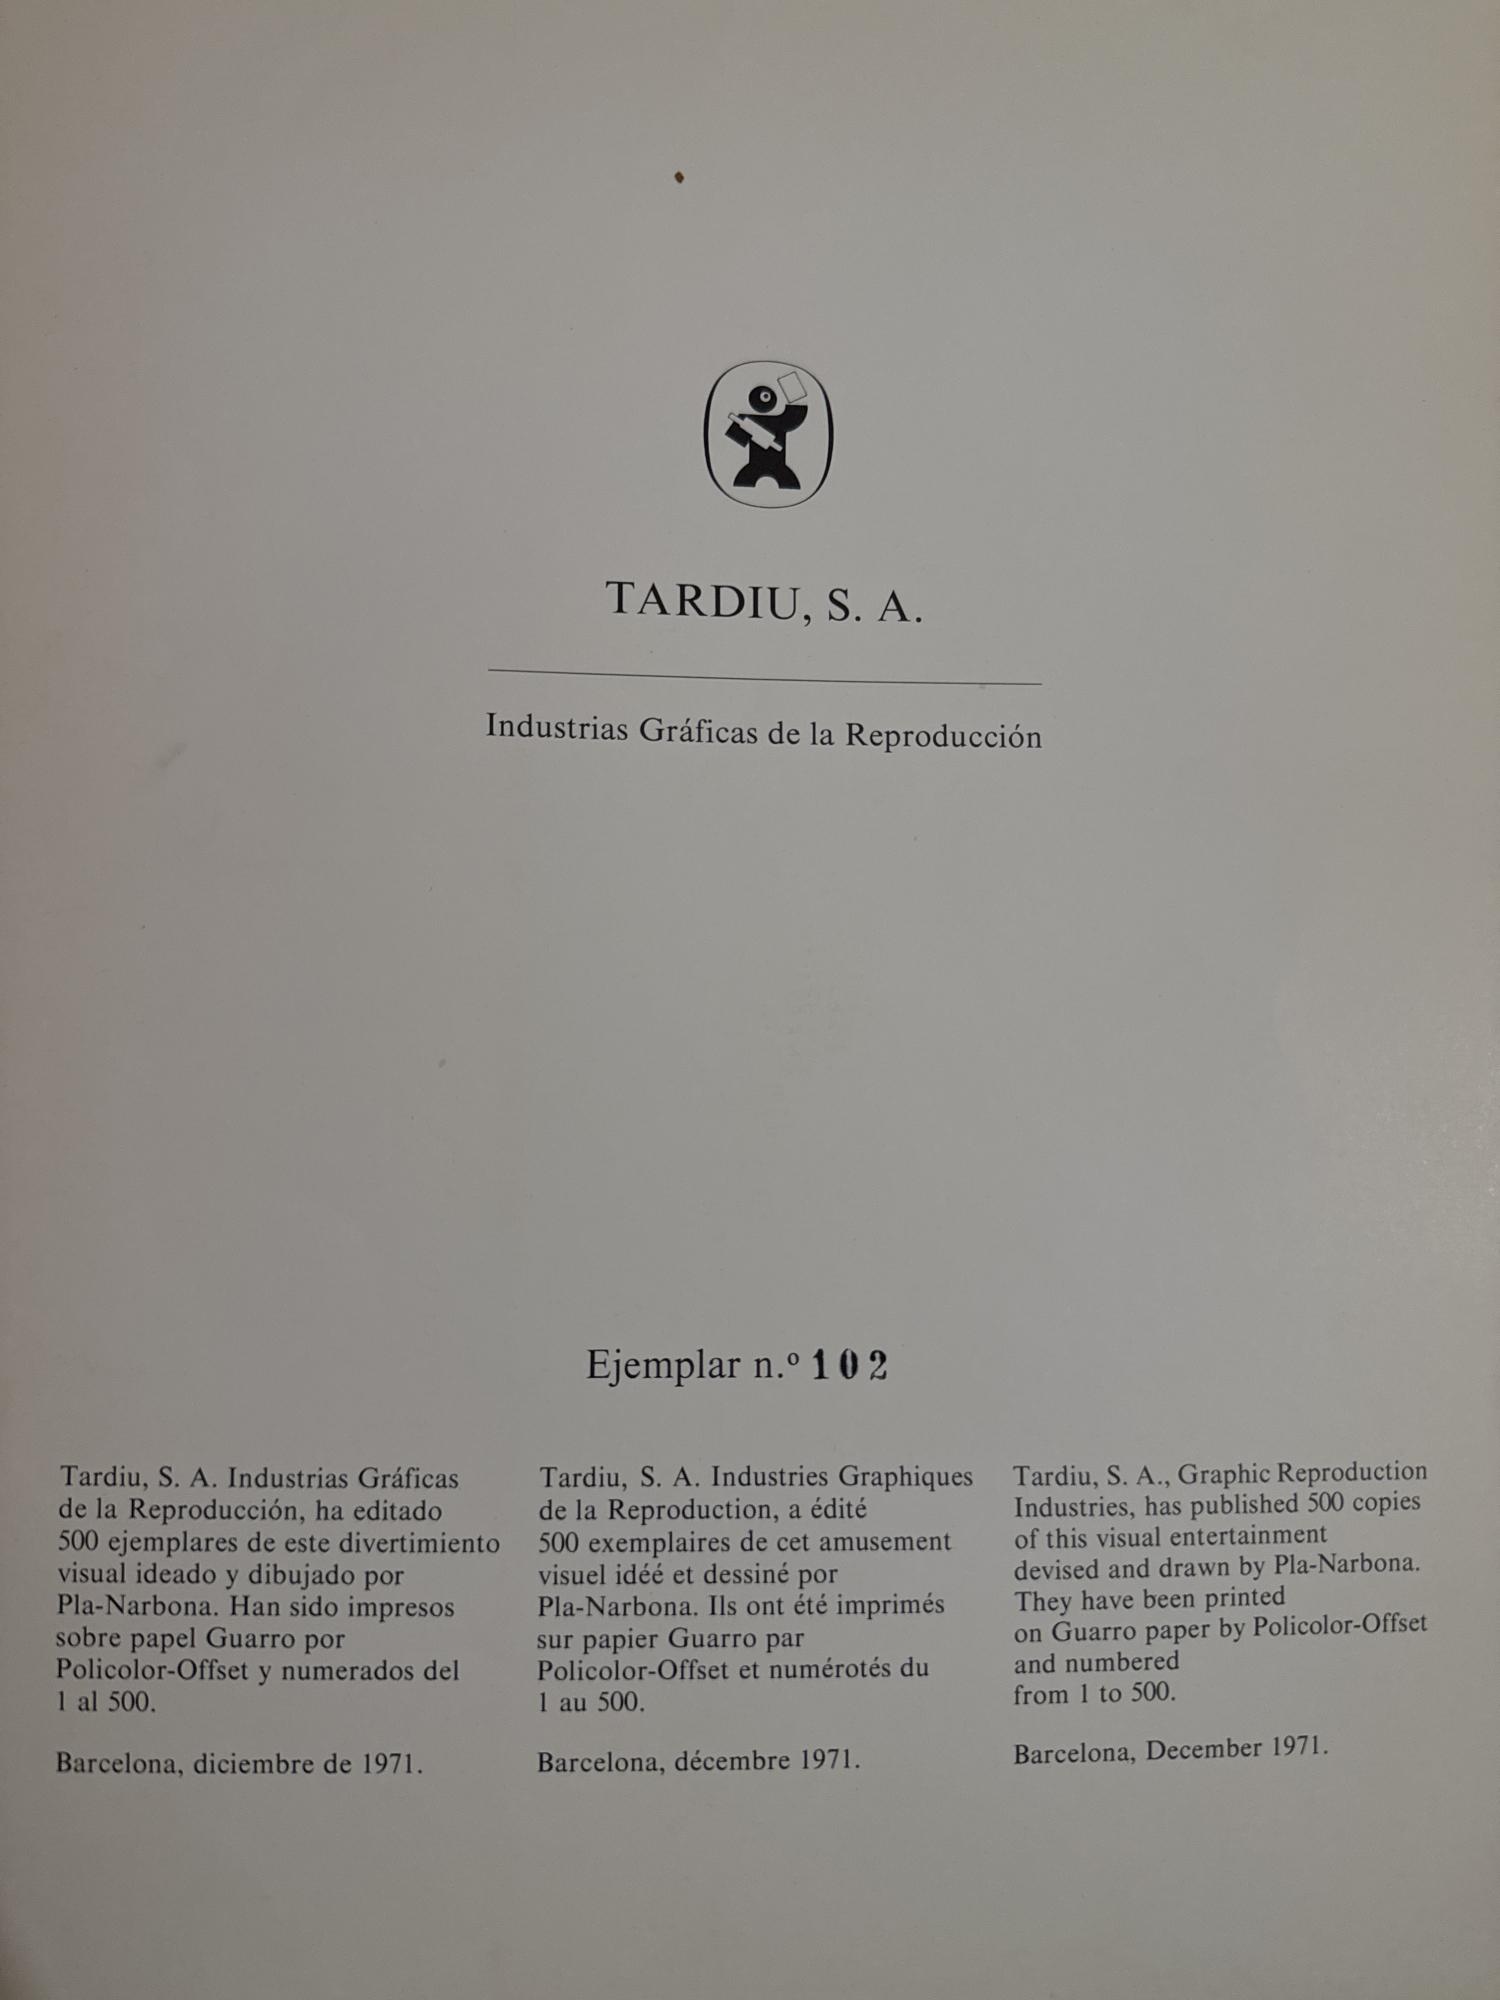 TARDIU, S. A.
Industrias Gráficas de la Reproducción
Ejemplar n.º 102
Tardiu, S. A. Industrias Gráficas
de la Reproducción, ha editado
500 ejemplares de este divertimiento
visual ideado y dibujado por
Pla-Narbona. Han sido impresos
sobre papel Guarro por
Policolor-Offset y numerados del
1 al 500.
Barcelona, diciembre de 1971.
Tardiu, S. A. Industries Graphiques
de la Reproduction, a édité
500 exemplaires de cet amusement
visuel idéé et dessiné por
Pla-Narbona. Ils ont été imprimés
sur papier Guarro par
Policolor-Offset et numérotés du
1 au 500.
Barcelona, décembre 1971.
Tardiu, S. A., Graphic Reproduction
Industries, has published 500 copies
of this visual entertainment
devised and drawn by Pla-Narbona.
They have been printed
on Guarro paper by Policolor-Offset
and numbered
from 1 to 500.
Barcelona, December 1971.